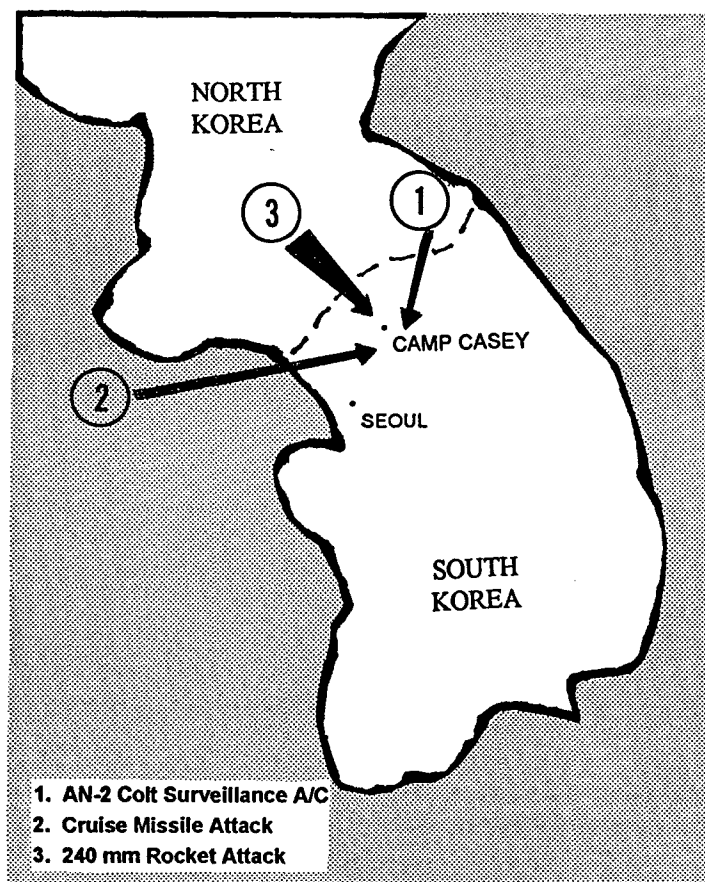 NORTH
KOREA
3
1
CAMP CASEY
2
SEOUL
SOUTH
KOREA
1. AN-2 Colt Surveillance A/C
2. Cruise Missile Attack
3. 240 mm Rocket Attack